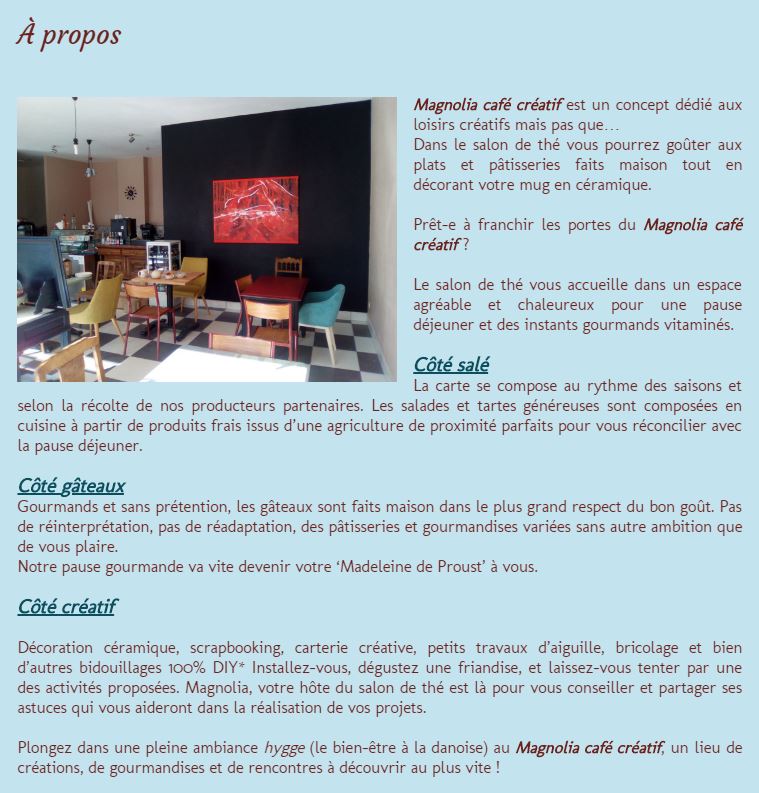 À propos
Magnolia café créatif est un concept dédié aux
loisirs créatifs mais pas que…
Dans le salon de thé vous pourrez goûter aux
plats et pâtisseries faits maison tout en
décorant votre mug en céramique.
Prêt-e à franchir les portes du Magnolia café
créatif ?
Le salon de thé vous accueille dans un espace
agréable et chaleureux pour une pause
déjeuner et des instants gourmands vitaminés.
Côté salé
La carte se compose au rythme des saisons et
selon la récolte de nos producteurs partenaires. Les salades et tartes généreuses sont composées en
cuisine à partir de produits frais issus d’une agriculture de proximité parfaits pour vous réconcilier avec
la pause déjeuner.
Côté gâteaux
Gourmands et sans prétention, les gâteaux sont faits maison dans le plus grand respect du bon goût. Pas
de réinterprétation, pas de réadaptation, des pâtisseries et gourmandises variées sans autre ambition que
de vous plaire.
Notre pause gourmande va vite devenir votre ‘Madeleine de Proust’ à vous.
Côté créatif
Décoration céramique, scrapbooking, carterie créative, petits travaux d’aiguille, bricolage et bien
d’autres bidouillages 100% DIY* Installez-vous, dégustez une friandise, et laissez-vous tenter par une
des activités proposées. Magnolia, votre hôte du salon de thé est là pour vous conseiller et partager ses
astuces qui vous aideront dans la réalisation de vos projets.
Plongez dans une pleine ambiance hygge (le bien-être à la danoise) au Magnolia café créatif, un lieu de
créations, de gourmandises et de rencontres à découvrir au plus vite !